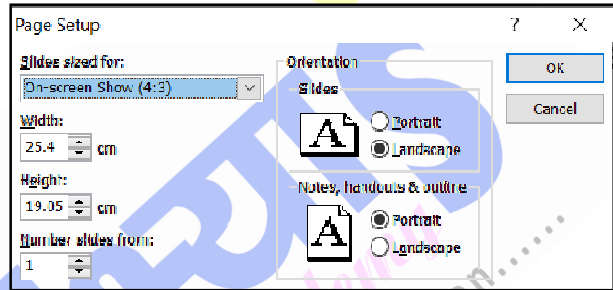 Page Setup ? X
Slides sized for:
On-screen Show (4:3)
Width:
25.4 cm
Height:
19.05 cm
Number slides from:
1
Orientation
Slides
A
Portrait
Landscape
Notes, handouts & outline
A
Portrait
Landscape
OK
Cancel